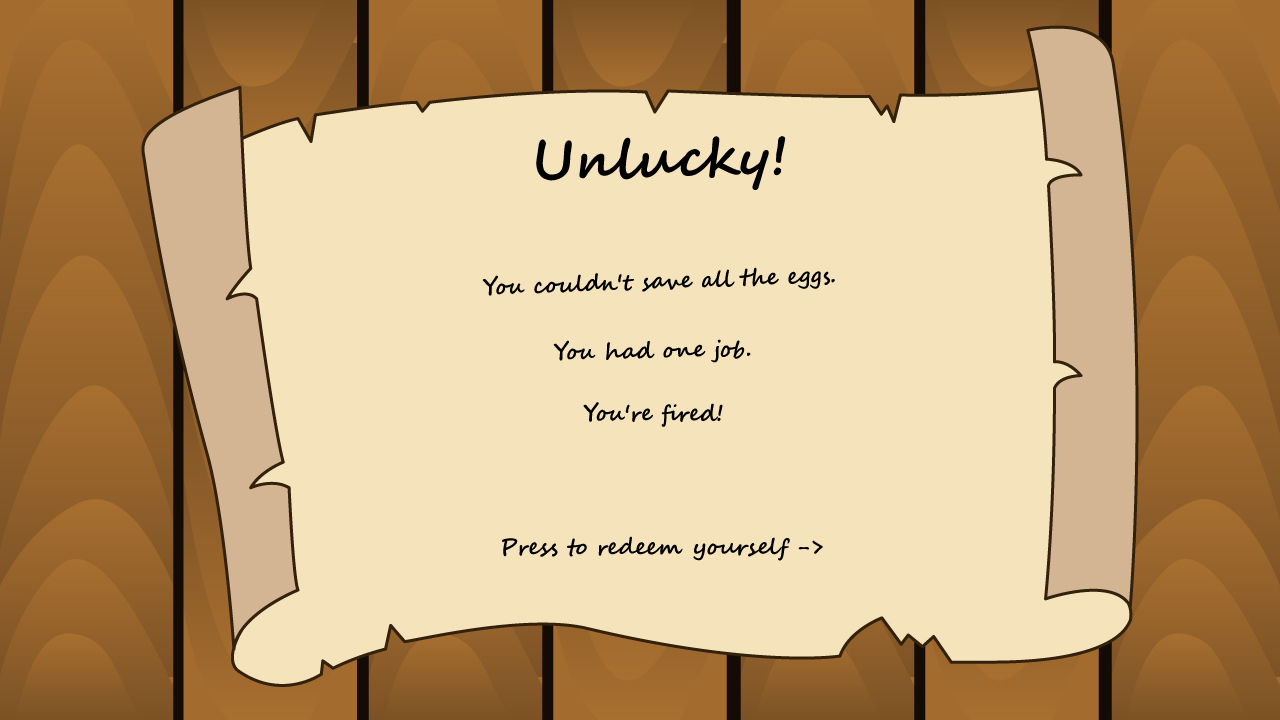 Unlucky!
You couldn't save all the eggs.
You had one job.
You're fired!
Press to redeem yourself ->